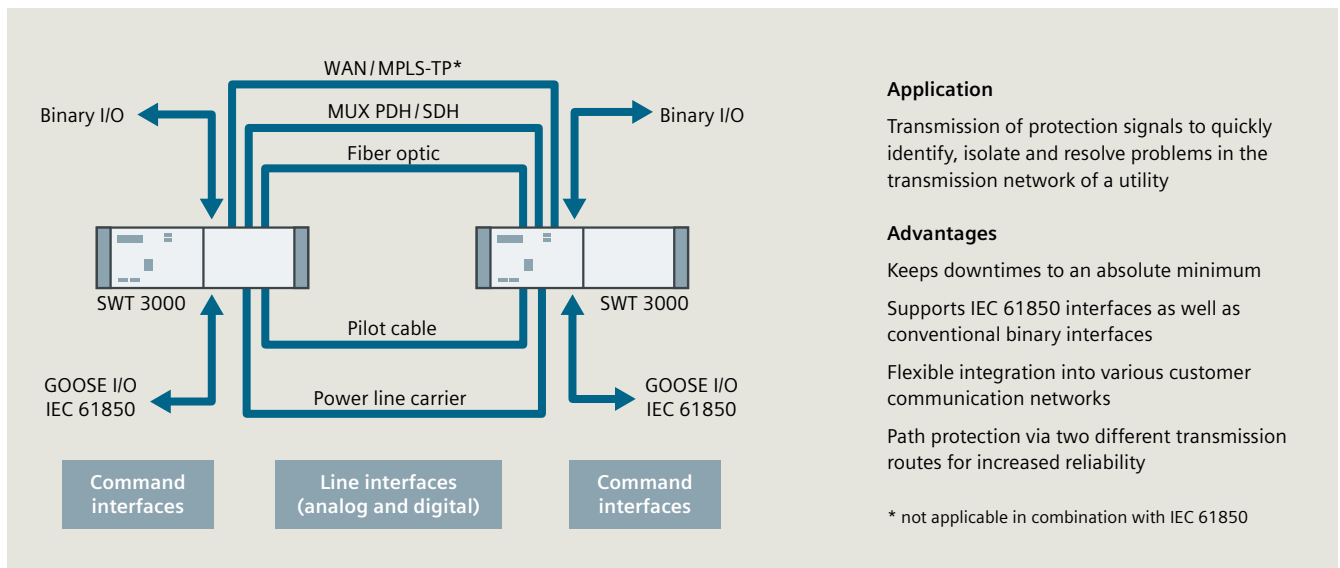 WAN/MPLS-TP*
Binary I/O
MUX PDH/SDH
Binary I/O
Fiber optic
SWT 3000
SWT 3000
Pilot cable
GOOSE I/O
IEC 61850
Power line carrier
GOOSE I/O
IEC 61850
Command
interfaces
Line interfaces
(analog and digital)
Command
interfaces
Application
Transmission of protection signals to quickly
identify, isolate and resolve problems in the
transmission network of a utility
Advantages
Keeps downtimes to an absolute minimum
Supports IEC 61850 interfaces as well as
conventional binary interfaces
Flexible integration into various customer
communication networks
Path protection via two different transmission
routes for increased reliability
* not applicable in combination with IEC 61850